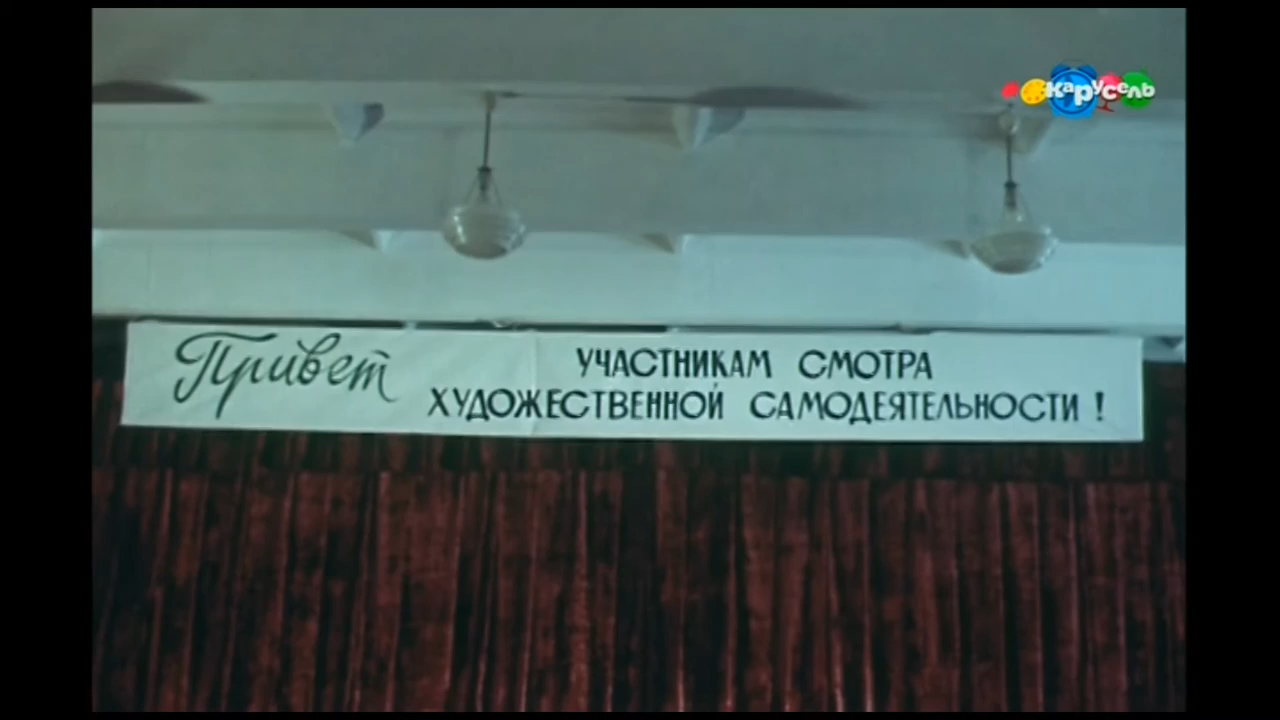 Карусель
Привет
УЧАСТНИКАМ СМОТРА
ХУДОЖЕСТВЕННОЙ САМОДЕЯТЕЛЬНОСТИ !